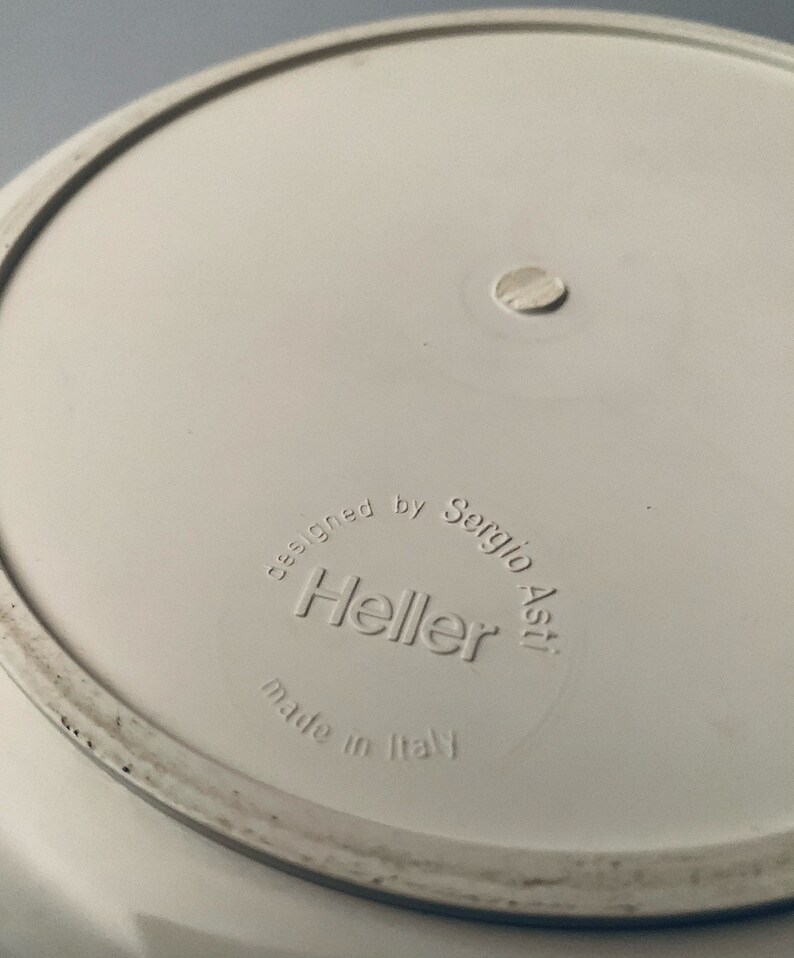 designed by Sergio Asti
Heller
made in Italy